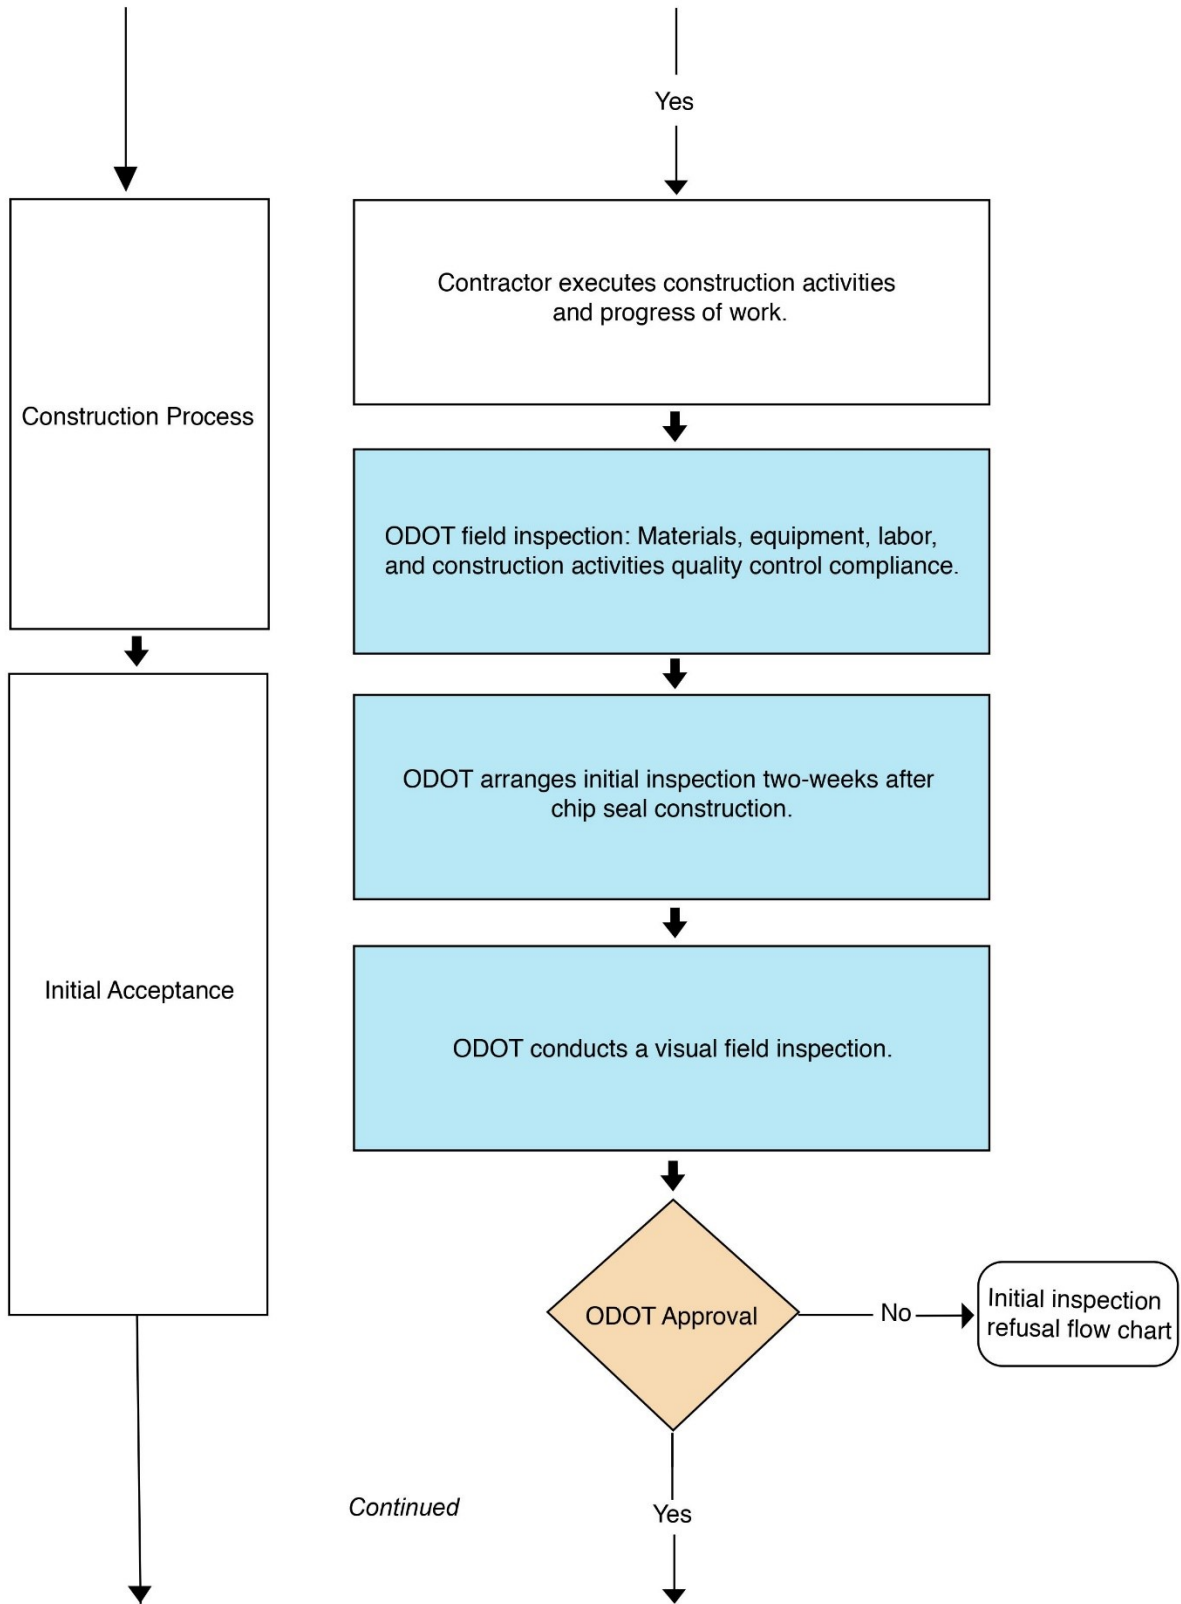 Yes
Contractor executes construction activities
and progress of work.
Construction Process
ODOT field inspection: Materials, equipment, labor,
and construction activities quality control compliance.
ODOT arranges initial inspection two-weeks after
chip seal construction.
Initial Acceptance
ODOT conducts a visual field inspection.
ODOT Approval
No
Initial inspection
refusal flow chart
Continued
Yes